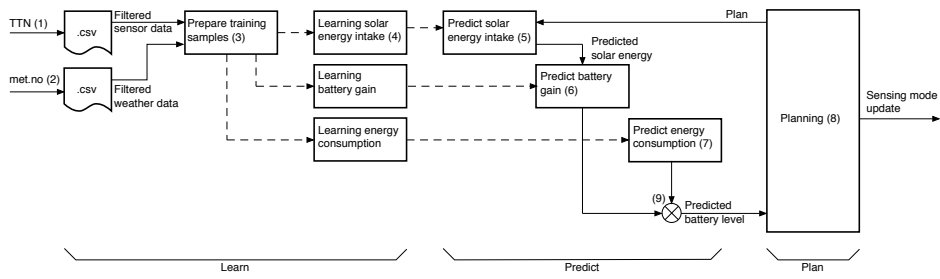 TTN (1)
.csv
Filtered
sensor data
met.no (2)
.csv
Filtered
weather data
Prepare training
samples (3)
Learning solar
energy intake (4)
Learning
battery gain
Learning energy
consumption
Predict solar
energy intake (5)
Plan
Predicted
solar energy
Predict battery
gain (6)
Predict energy
consumption (7)
(9)
Predicted
battery level
Planning (8)
Sensing mode
update
Learn
Predict
Plan